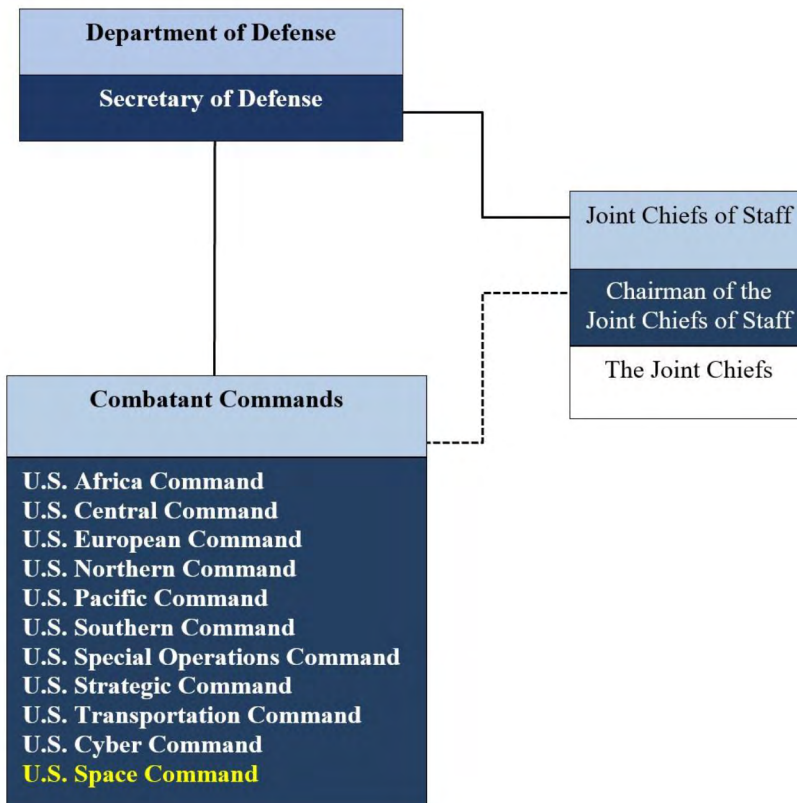 Department of Defense
Secretary of Defense
Joint Chiefs of Staff
Chairman of the
Joint Chiefs of Staff
The Joint Chiefs
Combatant Commands
U.S. Africa Command
U.S. Central Command
U.S. European Command
U.S. Northern Command
U.S. Pacific Command
U.S. Southern Command
U.S. Special Operations Command
U.S. Strategic Command
U.S. Transportation Command
U.S. Cyber Command
U.S. Space Command